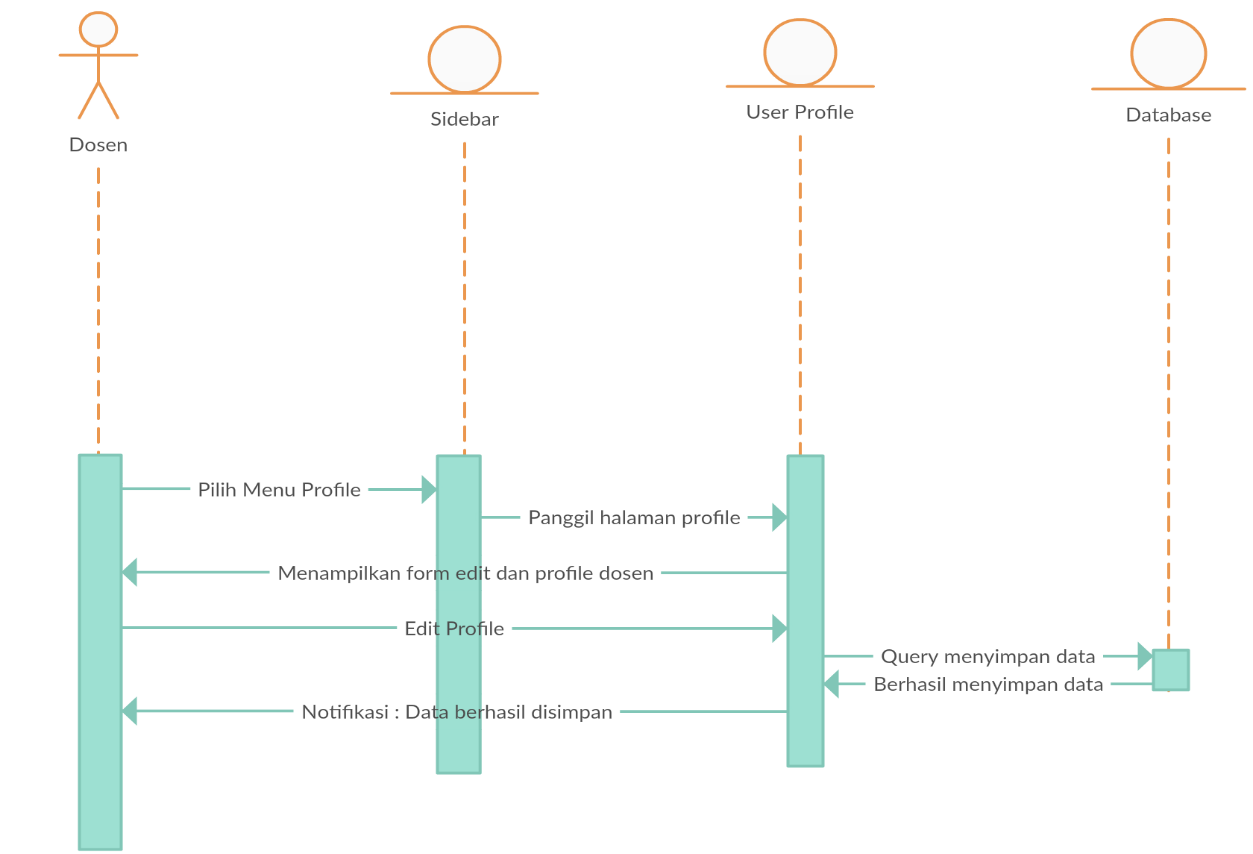 Dosen
Sidebar
User Profile
Database
Pilih Menu Profile
Panggil halaman profile
Menampilkan form edit dan profile dosen
Edit Profile
Query menyimpan data
Berhasil menyimpan data
Notifikasi : Data berhasil disimpan